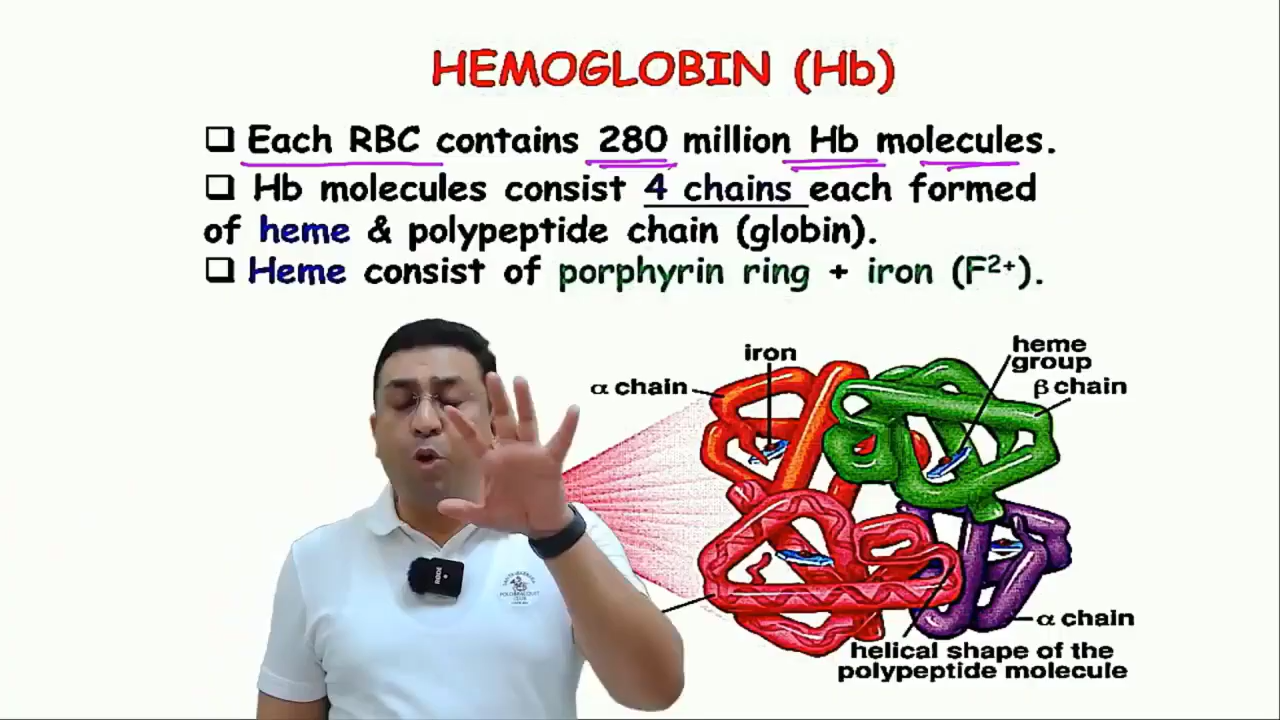 HEMOGLOBIN (Hb)
❑ Each RBC contains 280 million Hb molecules.
❑ Hb molecules consist 4 chains each formed
of heme & polypeptide chain (globin).
❑ Heme consist of porphyrin ring + iron (F²⁺).
iron
heme
group
α chain
β chain
α chain
helical shape of the
polypeptide molecule
RODE